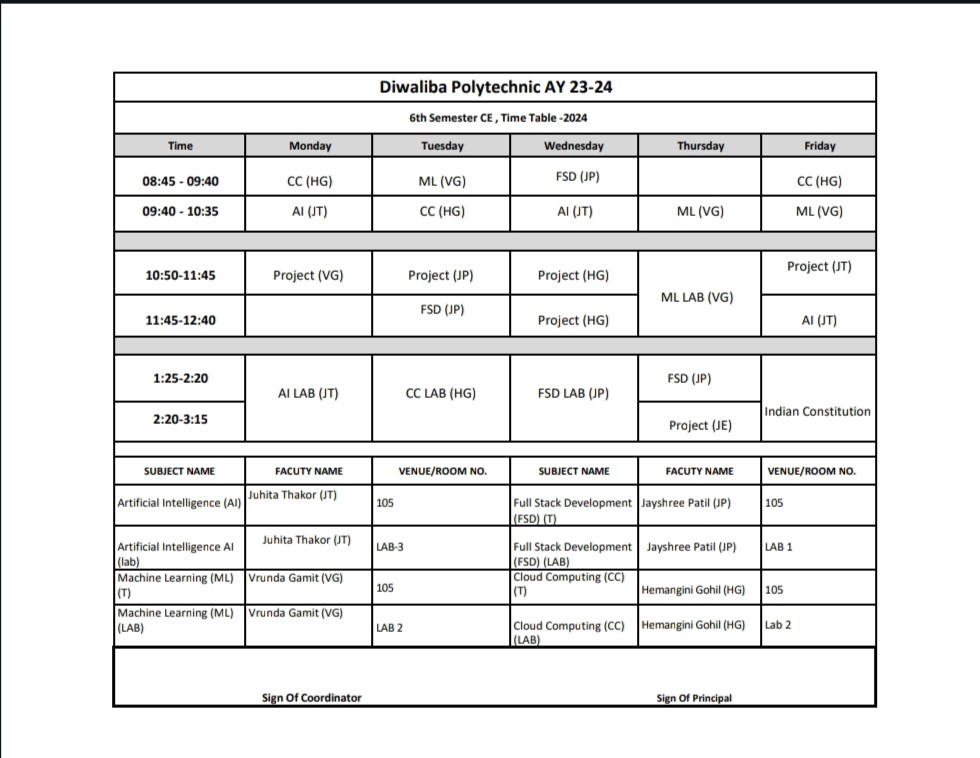 Diwaliba Polytechnic AY 23-24
6th Semester CE , Time Table -2024
Time Monday Tuesday Wednesday Thursday Friday
08:45 - 09:40 CC (HG) ML (VG) FSD (JP) CC (HG)
09:40 - 10:35 AI (JT) CC (HG) AI (JT) ML (VG) ML (VG)
10:50-11:45 Project (VG) Project (JP) Project (HG) ML LAB (VG) Project (JT)
11:45-12:40 FSD (JP) Project (HG) AI (JT)
1:25-2:20 AI LAB (JT) CC LAB (HG) FSD LAB (JP) FSD (JP) Indian Constitution
2:20-3:15 Project (JE)
SUBJECT NAME FACUTY NAME VENUE/ROOM NO. SUBJECT NAME FACUTY NAME VENUE/ROOM NO.
Artificial Intelligence (AI) Juhita Thakor (JT) 105 Full Stack Development Jayshree Patil (JP) 105
(FSD) (T)
Artificial Intelligence AI Juhita Thakor (JT) LAB-3 Full Stack Development Jayshree Patil (JP) LAB 1
(lab) (FSD) (LAB)
Machine Learning (ML) Vrunda Gamit (VG) 105 Cloud Computing (CC) Hemangini Gohil (HG) 105
(T) (T)
Machine Learning (ML) Vrunda Gamit (VG) LAB 2 Cloud Computing (CC) Hemangini Gohil (HG) Lab 2
(LAB) (LAB)
Sign Of Coordinator Sign Of Principal